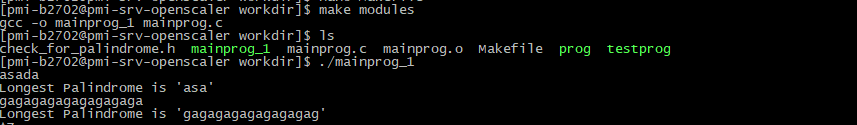 [pmi-b2702@pmi-srv-openscaler workdir]$ make modules
gcc -o mainprog_1 mainprog.c
[pmi-b2702@pmi-srv-openscaler workdir]$ ls
check_for_palindrome.h mainprog_1 mainprog.c mainprog.o Makefile prog testprog
[pmi-b2702@pmi-srv-openscaler workdir]$ ./mainprog_1
asada
Longest Palindrome is 'asa'
gagagagagagagagaga
Longest Palindrome is 'gagagagagagagagag'